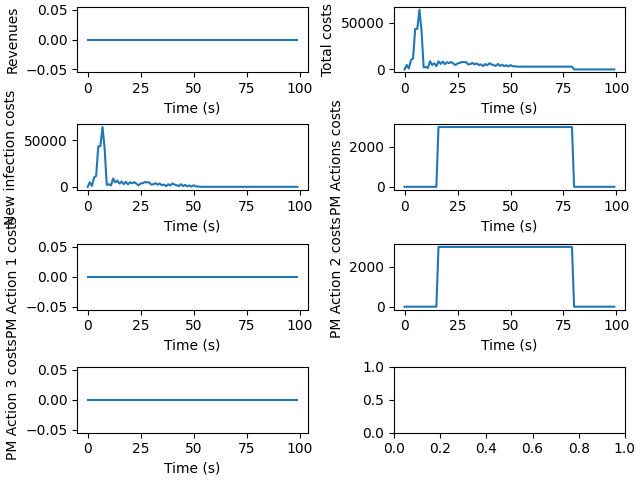 Revenues
0.05
0.00
−0.05
0 25 50 75 100
Time (s)
Total costs
50000
0
0 25 50 75 100
Time (s)
New infection costs
50000
0
0 25 50 75 100
Time (s)
PM Actions costs
2000
0
0 25 50 75 100
Time (s)
PM Action 1 costs
0.05
0.00
−0.05
0 25 50 75 100
Time (s)
PM Action 2 costs
2000
0
0 25 50 75 100
Time (s)
PM Action 3 costs
0.05
0.00
−0.05
0 25 50 75 100
Time (s)
1.0
0.5
0.0
0.0 0.2 0.4 0.6 0.8 1.0